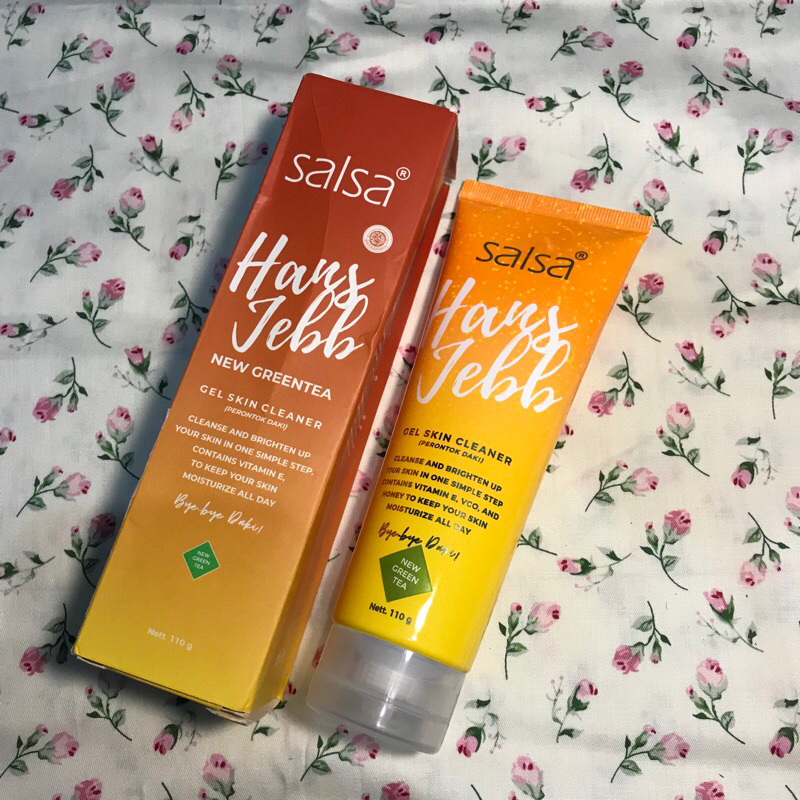 salsa®
Hans
Jebb
NEW GREENTEA
GEL SKIN CLEANER
(PERONTOK DAKI)
CLEANSE AND BRIGHTEN UP
YOUR SKIN IN ONE SIMPLE STEP,
CONTAINS VITAMIN E,
TO KEEP YOUR SKIN
MOISTURIZE ALL DAY
Bye-bye Daki!
NEW
GREEN
TEA
Nett. 110 g
salsa®
Hans
Jebb
GEL SKIN CLEANER
(PERONTOK DAKI)
CLEANSE AND BRIGHTEN UP
YOUR SKIN IN ONE SIMPLE STEP
CONTAINS VITAMIN E, VCO, AND
HONEY TO KEEP YOUR SKIN
MOISTURIZE ALL DAY
Bye-bye Daki!
NEW
GREEN
TEA
Nett. 110 g